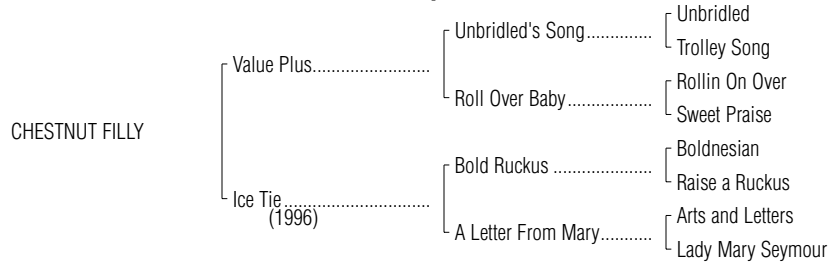 Unbridled
Unbridled's Song..............
Trolley Song
Value Plus.........................
Rollin On Over
Roll Over Baby..................
Sweet Praise
CHESTNUT FILLY
Boldnesian
Bold Ruckus .....................
Raise a Ruckus
Ice Tie...............................
(1996)
Arts and Letters
A Letter From Mary...........
Lady Mary Seymour